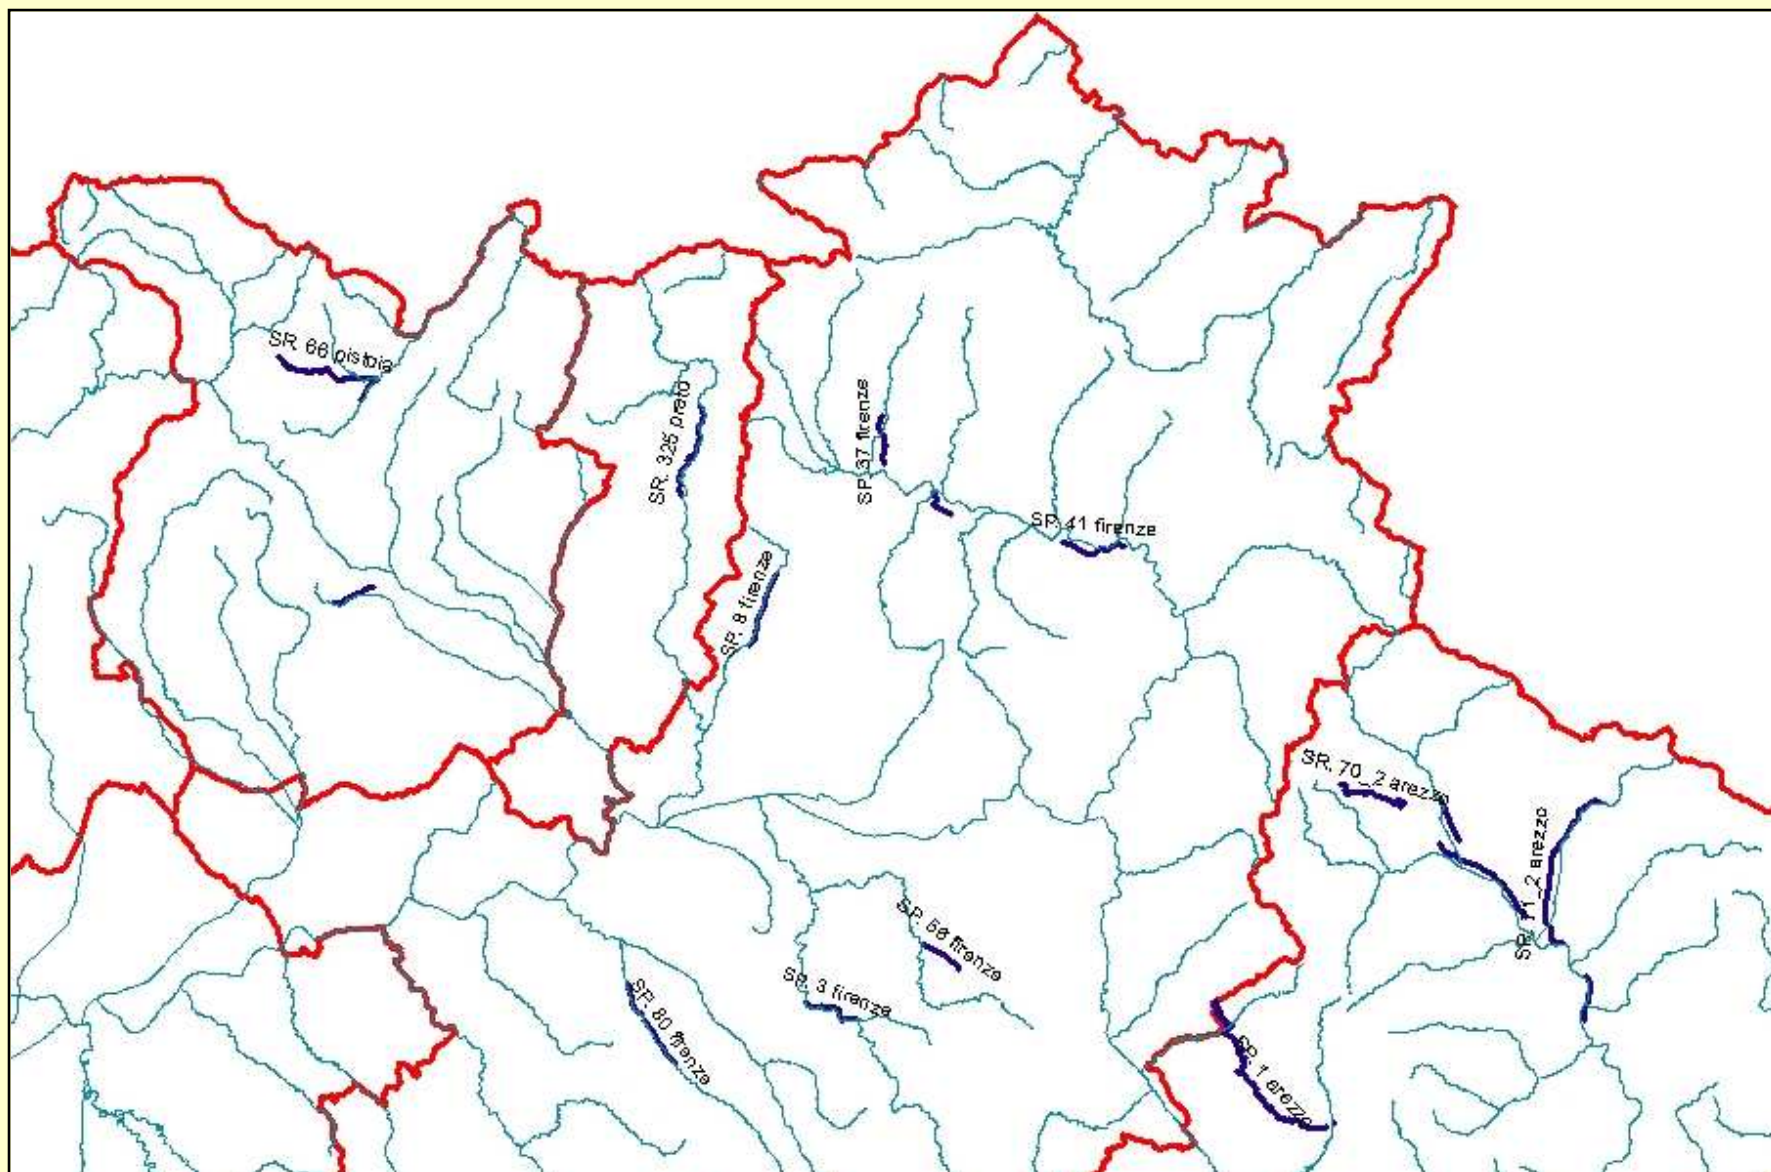 SR. 66 pistoia
SR. 325 prato
SP. 37 firenze
SP. 41 firenze
SP. 8 firenze
SR. 70_2 arezzo
SR. 71_2 arezzo
SP. 56 firenze
SP. 3 firenze
SP. 80 firenze
SP. 1 arezzo